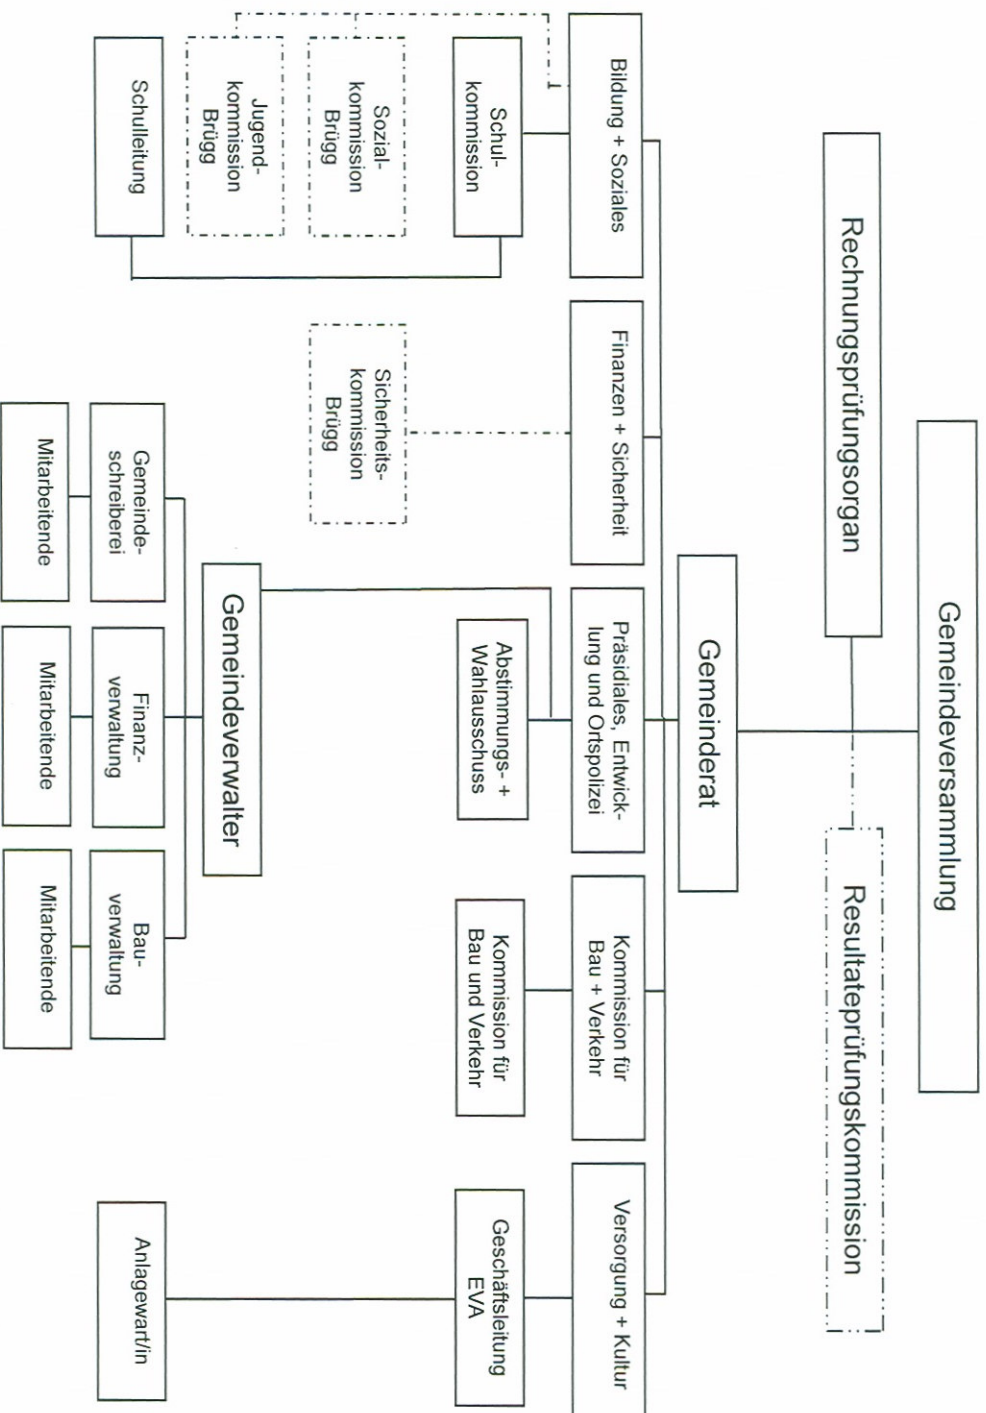 Gemeindeversammlung
Rechnungsprüfungsorgan
Resultateprüfungskommission
Gemeinderat
Bildung + Soziales
Finanzen + Sicherheit
Präsidiales, Entwick-
lung und Ortspolizei
Kommission für
Bau + Verkehr
Versorgung + Kultur
Schul-
kommission
Abstimmungs- +
Wahlausschuss
Kommission für
Bau und Verkehr
Geschäftsleitung
EVA
Sozial-
kommission
Brügg
Sicherheits-
kommission
Brügg
Jugend-
kommission
Brügg
Gemeindeverwalter
Schulleitung
Gemeinde-
schreiberei
Finanz-
verwaltung
Bau-
verwaltung
Anlagewart/in
Mitarbeitende
Mitarbeitende
Mitarbeitende